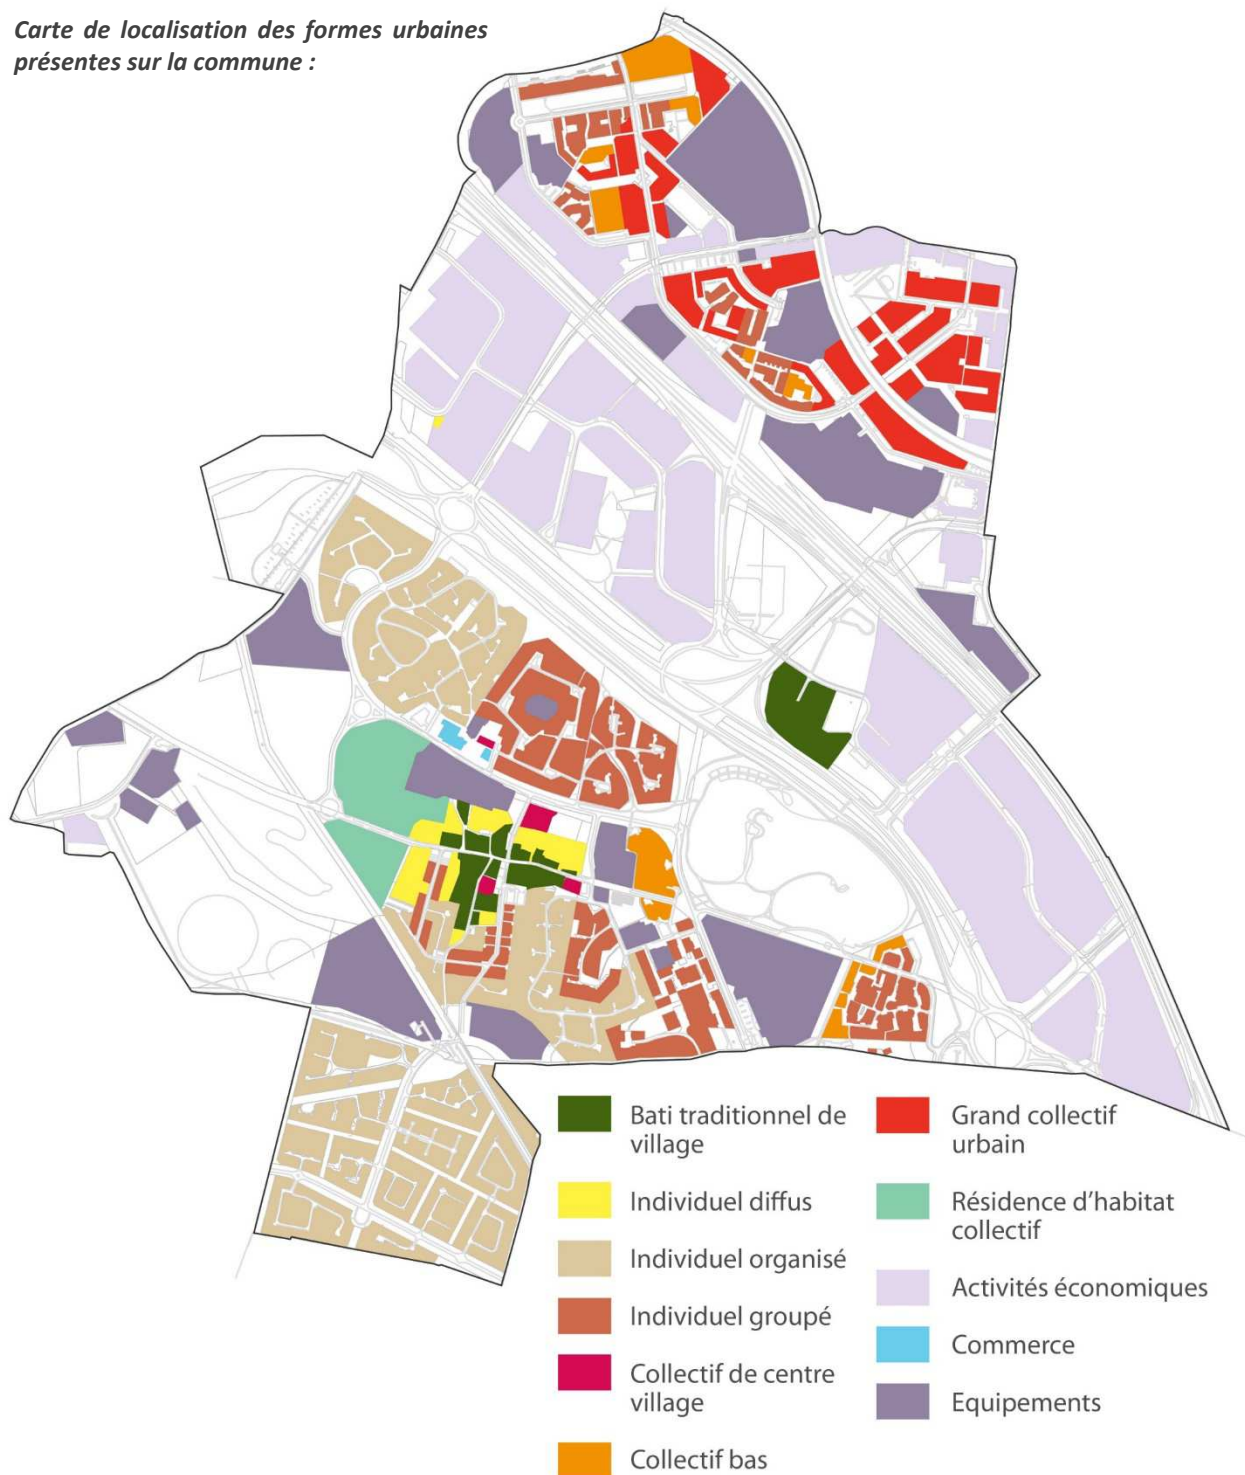 Carte de localisation des formes urbaines
présentes sur la commune :
Bati traditionnel de
village
Individuel diffus
Individuel organisé
Individuel groupé
Collectif de centre
village
Collectif bas
Grand collectif
urbain
Résidence d'habitat
collectif
Activités économiques
Commerce
Equipements